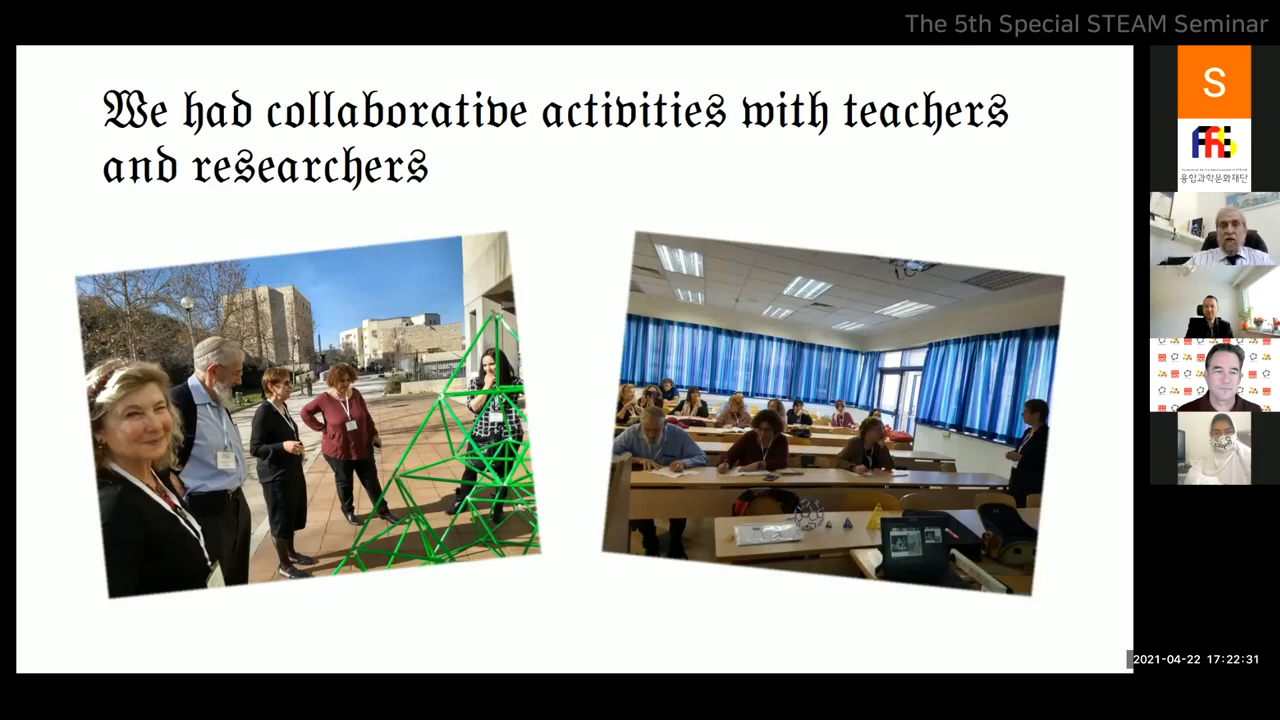 The 5th Special STEAM Seminar
We had collaborative activities with teachers
and researchers
S
융합과학문화재단
2021-04-22 17:22:31